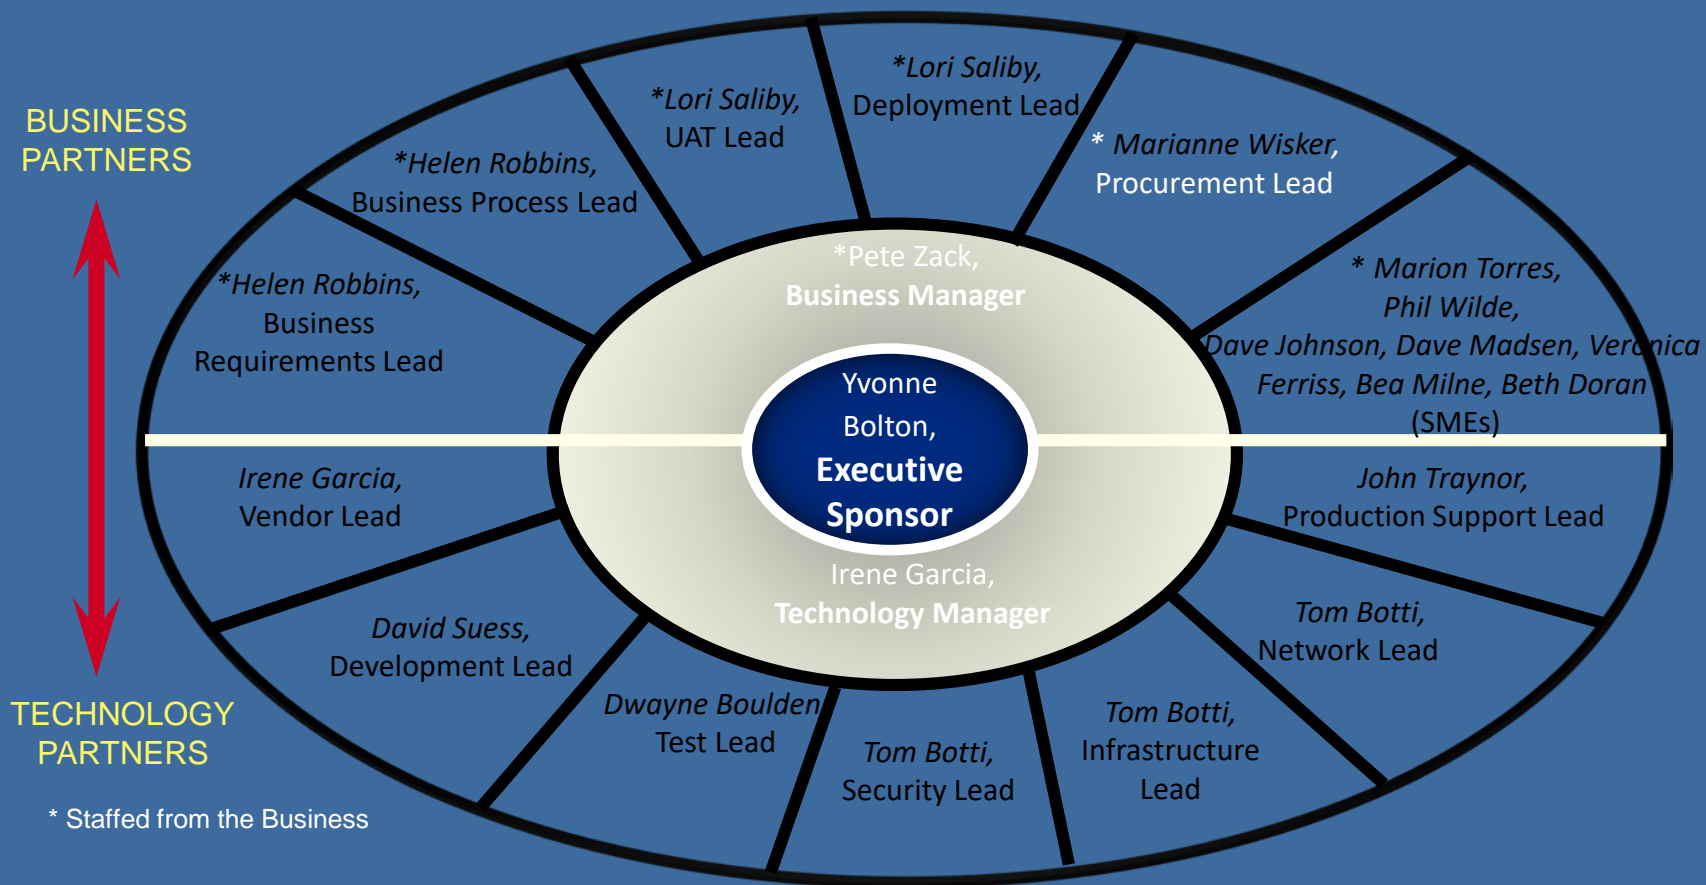 BUSINESS
PARTNERS
*Lori Saliby,
Deployment Lead
*Lori Saliby,
UAT Lead
* Marianne Wisker,
Procurement Lead
*Helen Robbins,
Business Process Lead
*Helen Robbins,
Business
Requirements Lead
* Marion Torres,
Phil Wilde,
Dave Johnson, Dave Madsen, Veronica
Ferriss, Bea Milne, Beth Doran
(SMEs)
*Pete Zack,
Business Manager
Yvonne
Bolton,
Executive
Sponsor
Irene Garcia,
Technology Manager
Irene Garcia,
Vendor Lead
John Traynor,
Production Support Lead
David Suess,
Development Lead
Tom Botti,
Network Lead
Dwayne Boulden
Test Lead
Tom Botti,
Security Lead
Tom Botti,
Infrastructure
Lead
TECHNOLOGY
PARTNERS
* Staffed from the Business